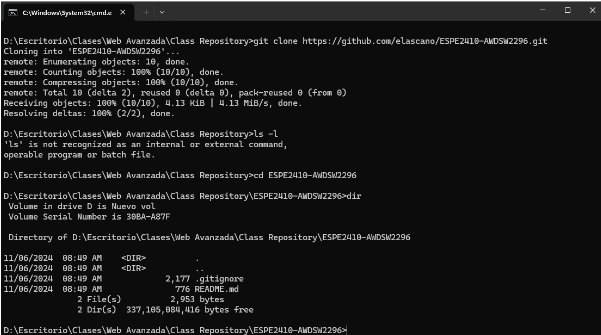 C:\Windows\System32\cmd.e
D:\Escritorio\Clases\Web Avanzada\Class Repository>git clone https://github.com/elascano/ESPE2410-AWDSW2296.git
Cloning into 'ESPE2410-AWDSW2296'...
remote: Enumerating objects: 10, done.
remote: Counting objects: 100% (10/10), done.
remote: Compressing objects: 100% (10/10), done.
remote: Total 10 (delta 2), reused 0 (delta 0), pack-reused 0 (from 0)
Receiving objects: 100% (10/10), 4.13 KiB | 4.13 MiB/s, done.
Resolving deltas: 100% (2/2), done.
D:\Escritorio\Clases\Web Avanzada\Class Repository>ls -l
'ls' is not recognized as an internal or external command,
operable program or batch file.
D:\Escritorio\Clases\Web Avanzada\Class Repository>cd ESPE2410-AWDSW2296
D:\Escritorio\Clases\Web Avanzada\Class Repository\ESPE2410-AWDSW2296>dir
Volume in drive D is Nuevo vol
Volume Serial Number is 30BA-A87F
Directory of D:\Escritorio\Clases\Web Avanzada\Class Repository\ESPE2410-AWDSW2296
11/06/2024 08:49 AM <DIR> .
11/06/2024 08:49 AM <DIR> ..
11/06/2024 08:49 AM 2,177 .gitignore
11/06/2024 08:49 AM 776 README.md
2 File(s) 2,953 bytes
2 Dir(s) 337,105,084,416 bytes free
D:\Escritorio\Clases\Web Avanzada\Class Repository\ESPE2410-AWDSW2296>